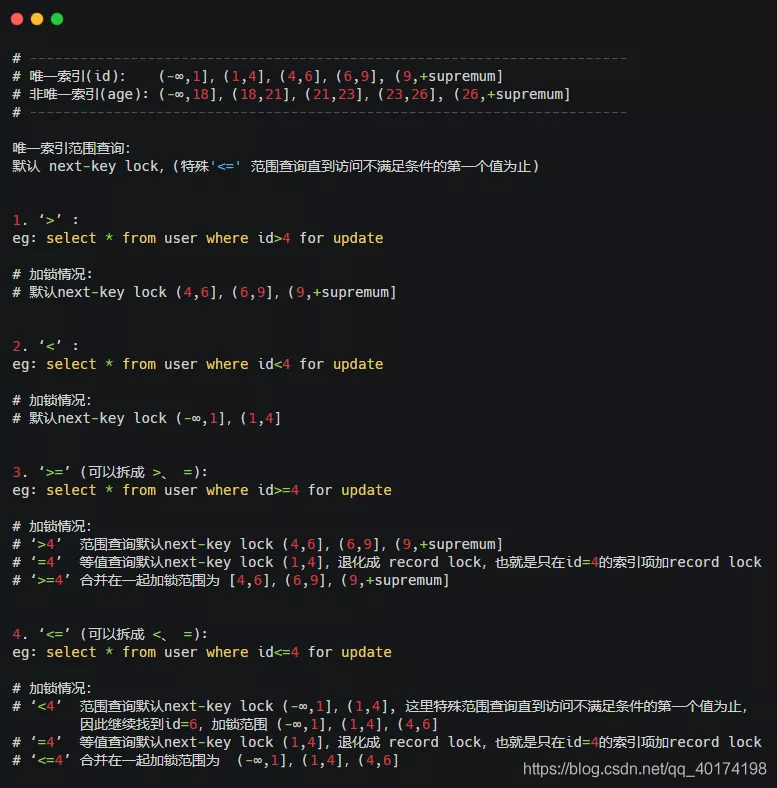 # ---------------------------------------------------------------------
# 唯一索引(id):   (-∞,1], (1,4], (4,6], (6,9], (9,+supremum]
# 非唯一索引(age): (-∞,18], (18,21], (21,23], (23,26], (26,+supremum]
# ---------------------------------------------------------------------
唯一索引范围查询:
默认 next-key lock, (特殊'<=' 范围查询直到访问不满足条件的第一个值为止)
1. ‘>’ :
eg: select * from user where id>4 for update
# 加锁情况:
# 默认next-key lock (4,6], (6,9], (9,+supremum]
2. ‘<’ :
eg: select * from user where id<4 for update
# 加锁情况:
# 默认next-key lock (-∞,1], (1,4]
3. ‘>=’ (可以拆成 >、 =):
eg: select * from user where id>=4 for update
# 加锁情况:
# ‘>4’  范围查询默认next-key lock (4,6], (6,9], (9,+supremum]
# ‘=4’  等值查询默认next-key lock (1,4], 退化成 record lock, 也就是只在id=4的索引项加record lock
# ‘>=4’ 合并在一起加锁范围为 [4,6], (6,9], (9,+supremum]
4. ‘<=’ (可以拆成 <、 =):
eg: select * from user where id<=4 for update
# 加锁情况:
# ‘<4’  范围查询默认next-key lock (-∞,1], (1,4], 这里特殊范围查询直到访问不满足条件的第一个值为止,
因此继续找到id=6, 加锁范围 (-∞,1], (1,4], (4,6]
# ‘=4’  等值查询默认next-key lock (1,4], 退化成 record lock, 也就是只在id=4的索引项加record lock
# ‘<=4’ 合并在一起加锁范围为  (-∞,1], (1,4], (4,6]
https://blog.csdn.net/qq_40174198